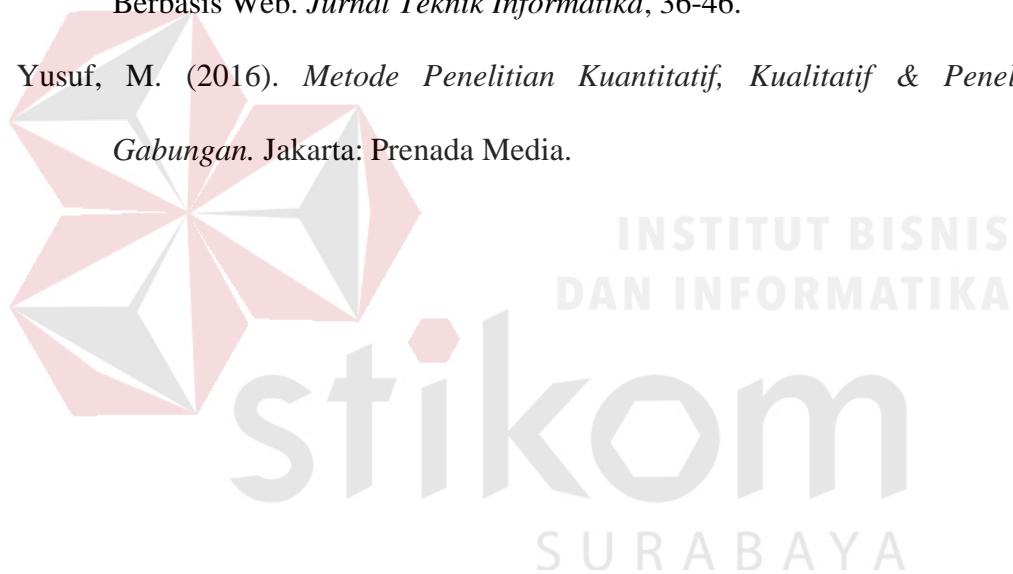 Berbasis Web. Jurnal Teknik Informatika, 36-46.
Yusuf, M. (2016). Metode Penelitian Kuantitatif, Kualitatif & Penel
Gabungan. Jakarta: Prenada Media.
INSTITUT BISNIS
DAN INFORMATIKA
stikom
SURABAYA